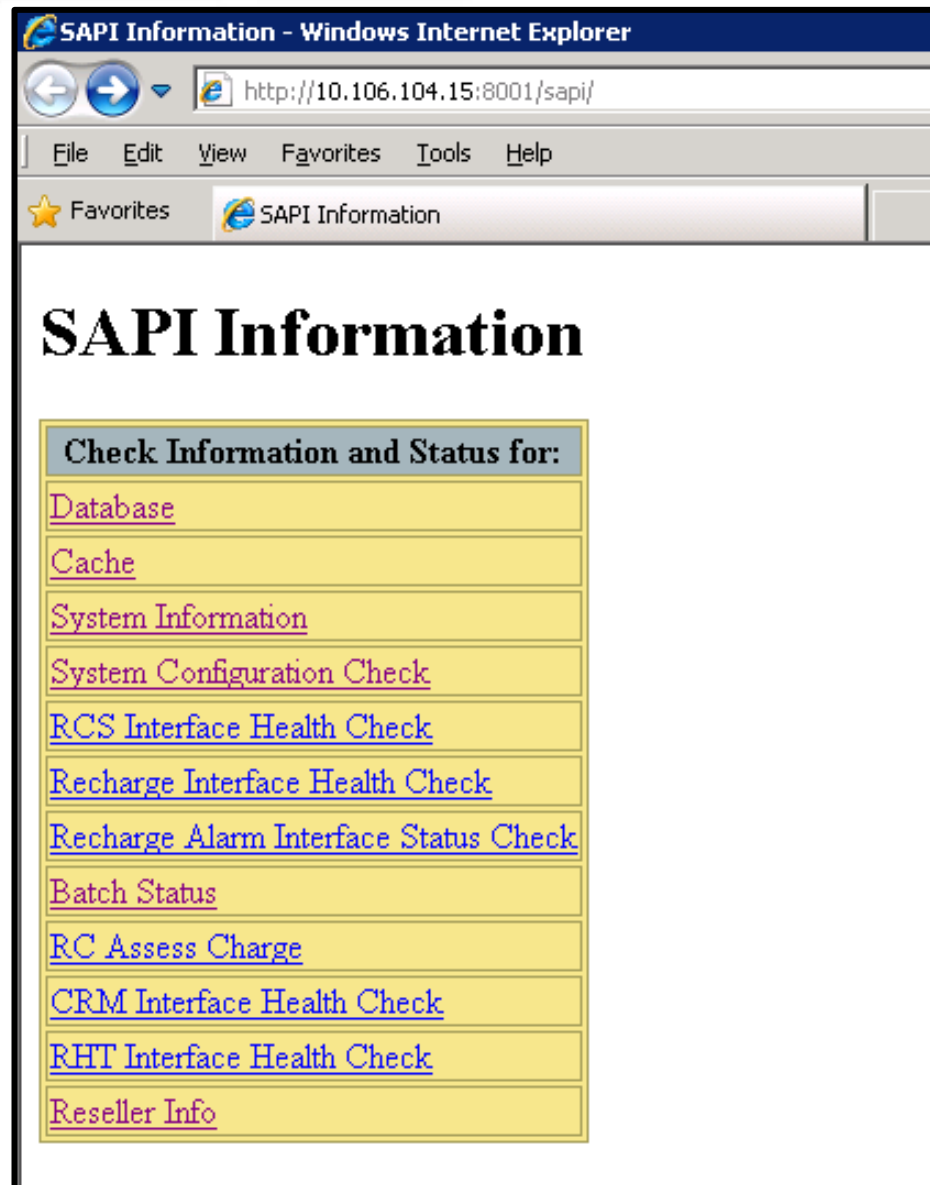 SAPI Information - Windows Internet Explorer
http://10.106.104.15:8001/sapi/
File Edit View Favorites Tools Help
Favorites SAPI Information
SAPI Information
Check Information and Status for:
Database
Cache
System Information
System Configuration Check
RCS Interface Health Check
Recharge Interface Health Check
Recharge Alarm Interface Status Check
Batch Status
RC Assess Charge
CRM Interface Health Check
RHT Interface Health Check
Reseller Info